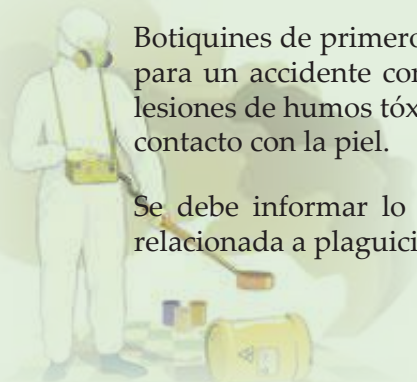 Botiquines de primero
para un accidente con
lesiones de humos tóx
contacto con la piel.
Se debe informar lo
relacionada a plaguici